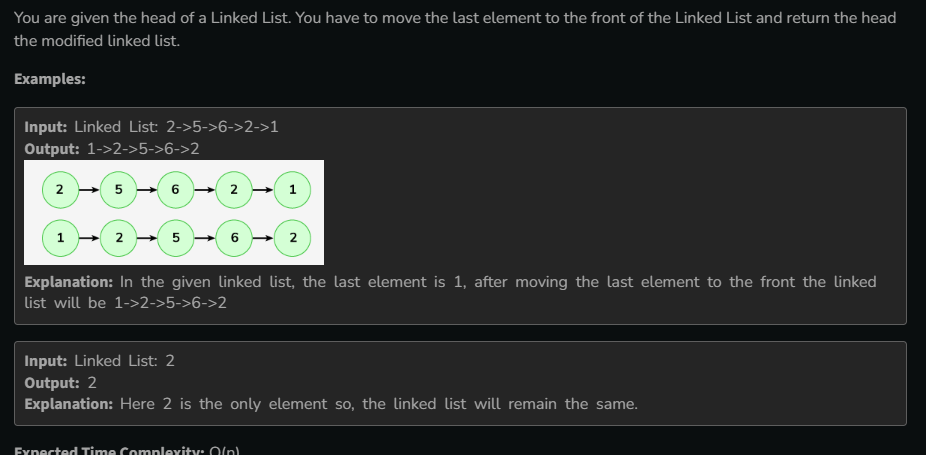 You are given the head of a Linked List. You have to move the last element to the front of the Linked List and return the head
the modified linked list.
Examples:
Input: Linked List: 2->5->6->2->1
Output: 1->2->5->6->2
2 5 6 2 1
1 2 5 6 2
Explanation: In the given linked list, the last element is 1, after moving the last element to the front the linked
list will be 1->2->5->6->2
Input: Linked List: 2
Output: 2
Explanation: Here 2 is the only element so, the linked list will remain the same.
Expected Time Complexity: O(n)